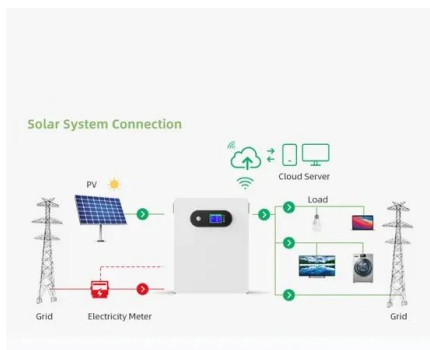 Solar System Connection
Cloud Server
PV
Load
Grid
Electricity Meter
Grid